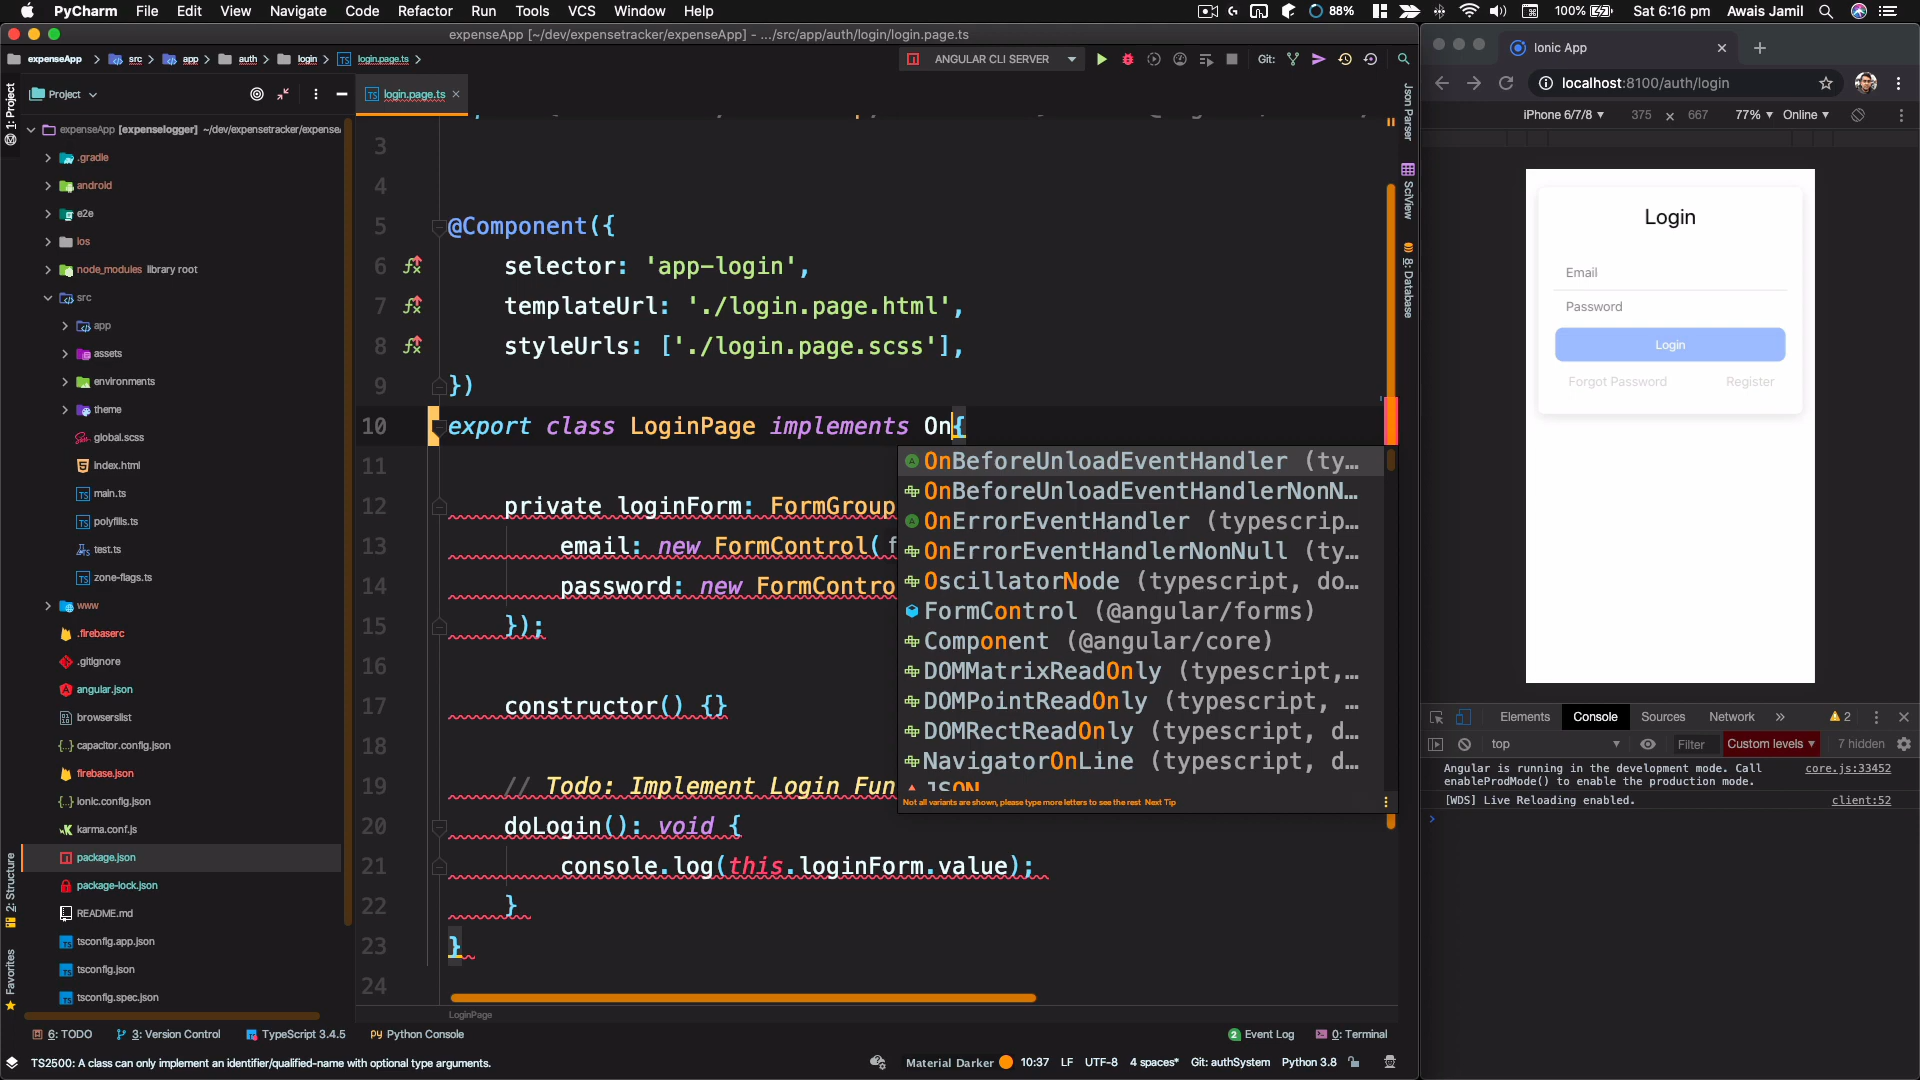 PyCharm File Edit View Navigate Code Refactor Run Tools VCS Window Help 88% 100% Sat 6:16 pm Awais Jamil
expenseApp [~/dev/expensetracker/expenseApp] - .../src/app/auth/login/login.page.ts
expenseApp src app auth login login.page.ts ANGULAR CLI SERVER Git:
Project login.page.ts
1: Project
expenseApp [expenselogger] ~/dev/expensetracker/expense
.gradle
android
e2e
ios
node_modules library root
src
app
assets
environments
theme
global.scss
index.html
main.ts
polyfills.ts
test.ts
zone-flags.ts
www
.firebaserc
.gitignore
angular.json
browserslist
capacitor.config.json
firebase.json
ionic.config.json
karma.conf.js
package.json
package-lock.json
README.md
tsconfig.app.json
tsconfig.json
tsconfig.spec.json
2: Structure
Favorites
3
4
5 @Component({
6 selector: 'app-login',
7 templateUrl: './login.page.html',
8 styleUrls: ['./login.page.scss'],
9 })
10 export class LoginPage implements On{
11
12 private loginForm: FormGroup
13 email: new FormControl(f
14 password: new FormContro
15 });
16
17 constructor() {}
18
19 // Todo: Implement Login Fun
20 doLogin(): void {
21 console.log(this.loginForm.value);
22 }
23 }
24
OnBeforeUnloadEventHandler (ty...
OnBeforeUnloadEventHandlerNonN...
OnErrorEventHandler (typescrip...
OnErrorEventHandlerNonNull (ty...
OscillatorNode (typescript, do...
FormControl (@angular/forms)
Component (@angular/core)
DOMMatrixReadOnly (typescript,...
DOMPointReadOnly (typescript, ...
DOMRectReadOnly (typescript, d...
NavigatorOnLine (typescript, d...
JSON
Not all variants are shown, please type more letters to see the rest Next Tip
LoginPage
Json Parser
SciView
8: Database
6: TODO 3: Version Control TypeScript 3.4.5 Python Console 2 Event Log 0: Terminal
TS2500: A class can only implement an identifier/qualified-name with optional type arguments. Material Darker 10:37 LF UTF-8 4 spaces* Git: authSystem Python 3.8
Ionic App
localhost:8100/auth/login
iPhone 6/7/8 375 × 667 77% Online
Login
Email
Password
Login
Forgot Password Register
Elements Console Sources Network 2
top Filter Custom levels 7 hidden
Angular is running in the development mode. Call core.js:33452
enableProdMode() to enable the production mode.
[WDS] Live Reloading enabled. client:52